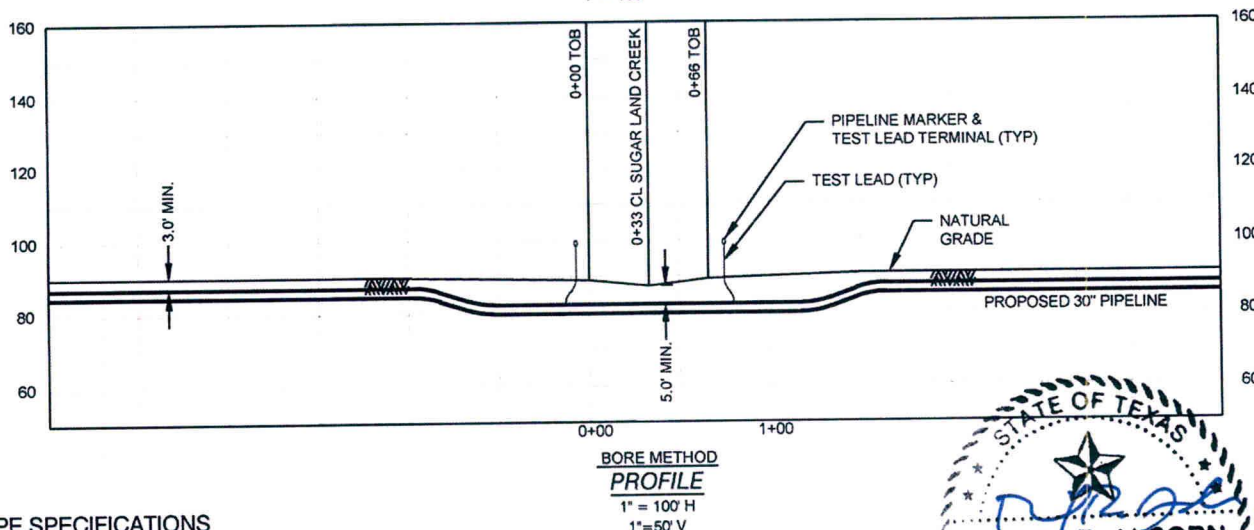 160
140
120
100
80
60
160
140
120
100
80
60
0+00 TOB
0+33 CL SUGAR LAND CREEK
0+66 TOB
PIPELINE MARKER &
TEST LEAD TERMINAL (TYP)
TEST LEAD (TYP)
NATURAL
GRADE
3.0' MIN.
5.0' MIN.
PROPOSED 30" PIPELINE
0+00
1+00
BORE METHOD
PROFILE
1" = 100' H
1"=50' V
STATE OF TEXAS
PE SPECIFICATIONS